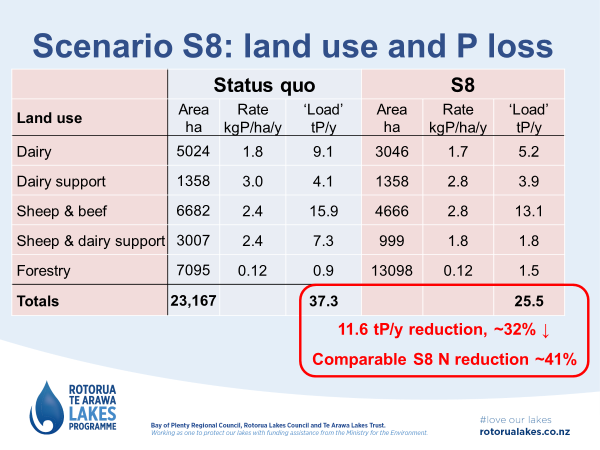 Scenario S8: land use and P loss
Status quo S8
Land use Area ha Rate kgP/ha/y ‘Load’ tP/y Area ha Rate kgP/ha/y ‘Load’ tP/y
Dairy 5024 1.8 9.1 3046 1.7 5.2
Dairy support 1358 3.0 4.1 1358 2.8 3.9
Sheep & beef 6682 2.4 15.9 4666 2.8 13.1
Sheep & dairy support 3007 2.4 7.3 999 1.8 1.8
Forestry 7095 0.12 0.9 13098 0.12 1.5
Totals 23,167 37.3 25.5
11.6 tP/y reduction, ~32% ↓
Comparable S8 N reduction ~41%
ROTORUA
TE ARAWA
LAKES
PROGRAMME
Bay of Plenty Regional Council, Rotorua Lakes Council and Te Arawa Lakes Trust.
Working as one to protect our lakes with funding assistance from the Ministry for the Environment.
#love our lakes
rotorualakes.co.nz